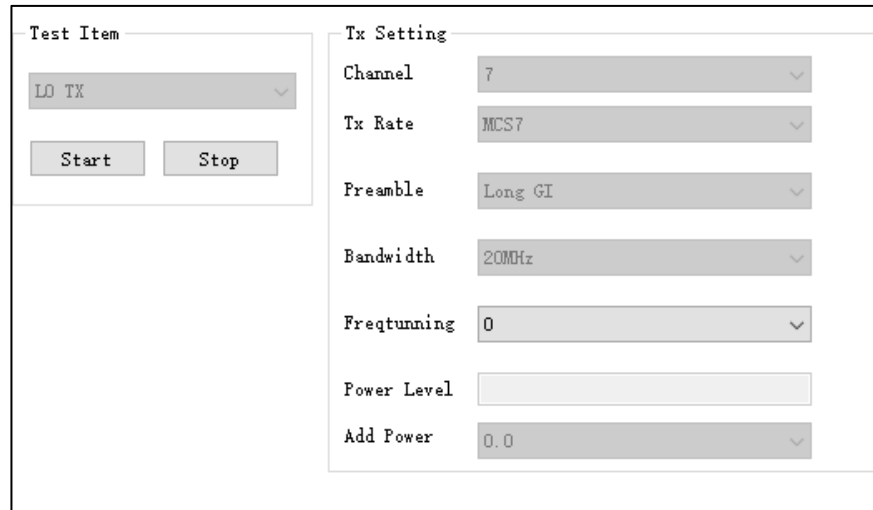 Test Item
LO TX
Start Stop
Tx Setting
Channel 7
Tx Rate MCS7
Preamble Long GI
Bandwidth 20MHz
Freqtunning 0
Power Level
Add Power 0.0